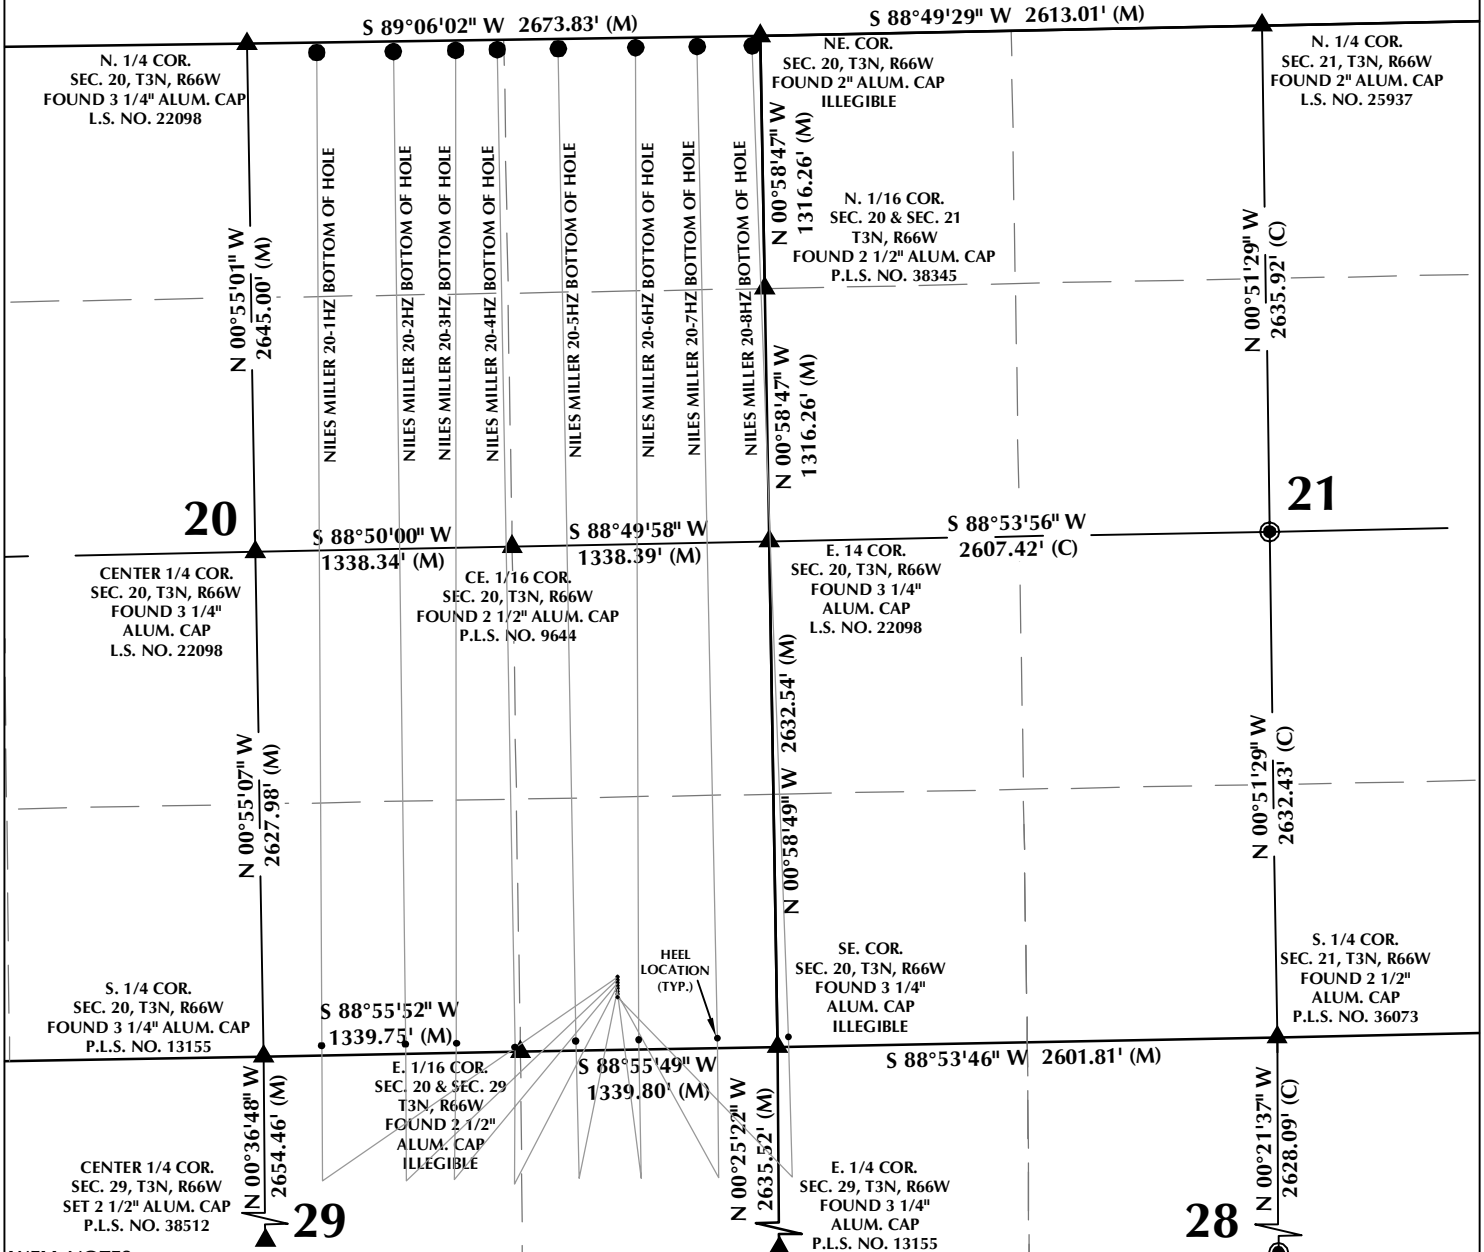 S 89°06'02" W 2673.83' (M)
S 88°49'29" W 2613.01' (M)
N. 1/4 COR.
SEC. 20, T3N, R66W
FOUND 3 1/4" ALUM. CAP
L.S. NO. 22098
NE. COR.
SEC. 20, T3N, R66W
FOUND 2" ALUM. CAP
ILLEGIBLE
N. 1/4 COR.
SEC. 21, T3N, R66W
FOUND 2" ALUM. CAP
L.S. NO. 25937
N 00°55'01" W
2645.00' (M)
NILES MILLER 20-1HZ BOTTOM OF HOLE
NILES MILLER 20-2HZ BOTTOM OF HOLE
NILES MILLER 20-3HZ BOTTOM OF HOLE
NILES MILLER 20-4HZ BOTTOM OF HOLE
NILES MILLER 20-5HZ BOTTOM OF HOLE
NILES MILLER 20-6HZ BOTTOM OF HOLE
NILES MILLER 20-7HZ BOTTOM OF HOLE
NILES MILLER 20-8HZ BOTTOM OF HOLE
N 00°58'47" W
1316.26' (M)
N. 1/16 COR.
SEC. 20 & SEC. 21
T3N, R66W
FOUND 2 1/2" ALUM. CAP
P.L.S. NO. 38345
N 00°58'47" W
1316.26' (M)
N 00°51'29" W
2635.92' (C)
20
21
S 88°50'00" W
1338.34' (M)
S 88°49'58" W
1338.39' (M)
S 88°53'56" W
2607.42' (C)
CENTER 1/4 COR.
SEC. 20, T3N, R66W
FOUND 3 1/4"
ALUM. CAP
L.S. NO. 22098
CE. 1/16 COR.
SEC. 20, T3N, R66W
FOUND 2 1/2" ALUM. CAP
P.L.S. NO. 9644
E. 14 COR.
SEC. 20, T3N, R66W
FOUND 3 1/4"
ALUM. CAP
L.S. NO. 22098
N 00°55'07" W
2627.98' (M)
N 00°58'49" W 2632.54' (M)
N 00°51'29" W
2632.43' (C)
HEEL
LOCATION
(TYP.)
SE. COR.
SEC. 20, T3N, R66W
FOUND 3 1/4"
ALUM. CAP
ILLEGIBLE
S. 1/4 COR.
SEC. 21, T3N, R66W
FOUND 2 1/2"
ALUM. CAP
P.L.S. NO. 36073
S. 1/4 COR.
SEC. 20, T3N, R66W
FOUND 3 1/4" ALUM. CAP
P.L.S. NO. 13155
S 88°55'52" W
1339.75' (M)
S 88°55'49" W
1339.80' (M)
S 88°53'46" W 2601.81' (M)
E. 1/16 COR.
SEC. 20 & SEC. 29
T3N, R66W
FOUND 2 1/2"
ALUM. CAP
ILLEGIBLE
N 00°36'48" W
2654.46' (M)
N 00°25'22" W
2635.52' (M)
N 00°21'37" W
2628.09' (C)
CENTER 1/4 COR.
SEC. 29, T3N, R66W
SET 2 1/2" ALUM. CAP
P.L.S. NO. 38512
29
E. 1/4 COR.
SEC. 29, T3N, R66W
FOUND 3 1/4"
ALUM. CAP
P.L.S. NO. 13155
28